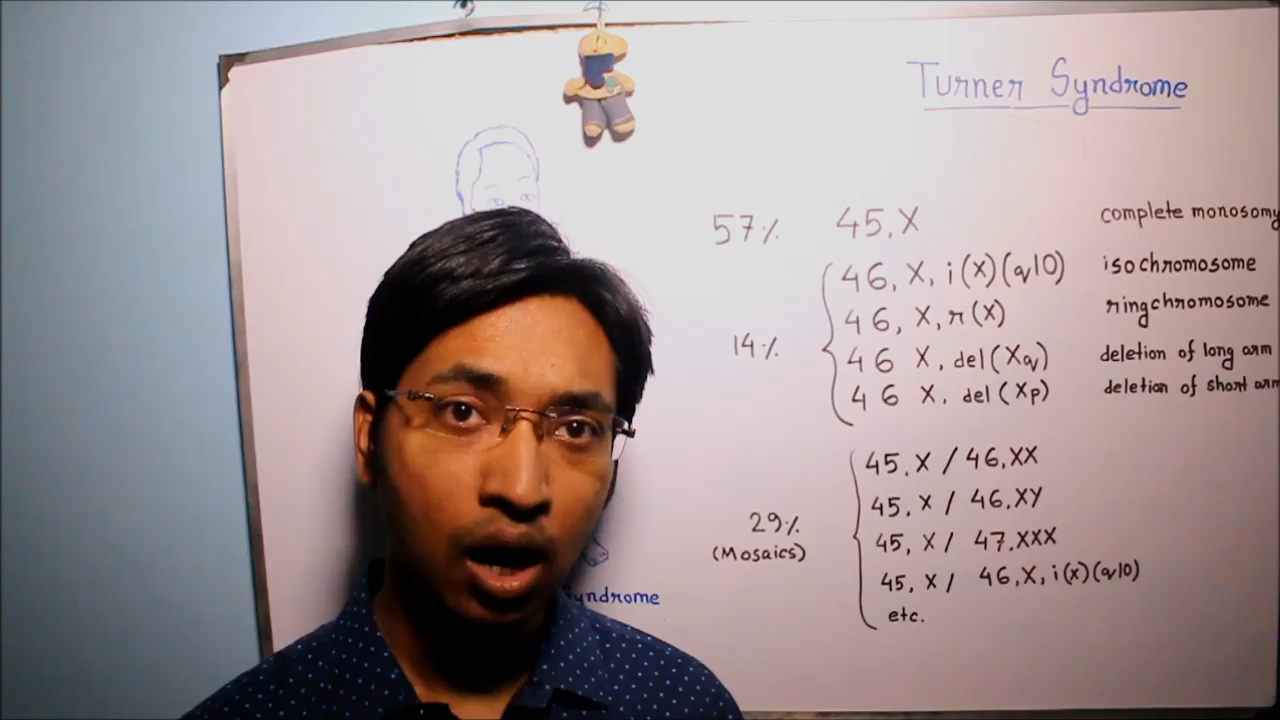 Turner Syndrome
57% 45,X complete monosomy
46, X, i(X)(q10) isochromosome
46, X, r(X) ringchromosome
14%
46 X, del(Xq) deletion of long arm
46 X, del(Xp) deletion of short arm
45,X / 46,XX
45,X / 46,XY
29%
(Mosaics)
45, X / 47,XXX
45, X / 46,X,i(x)(q10)
etc.
yndrome